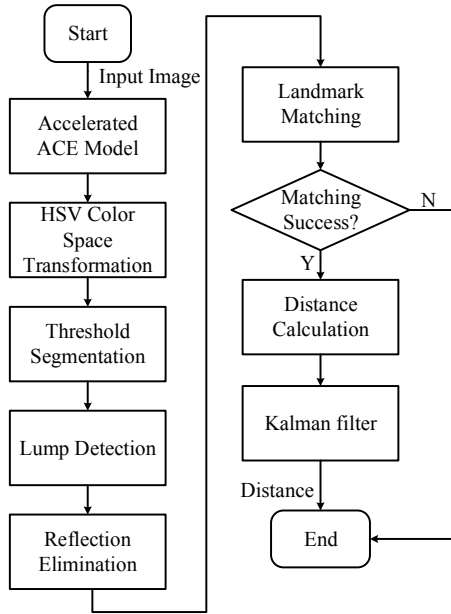 Start
Input Image
Accelerated
ACE Model
HSV Color
Space
Transformation
Threshold
Segmentation
Lump Detection
Reflection
Elimination
Landmark
Matching
Matching
Success?
N
Y
Distance
Calculation
Kalman filter
Distance
End